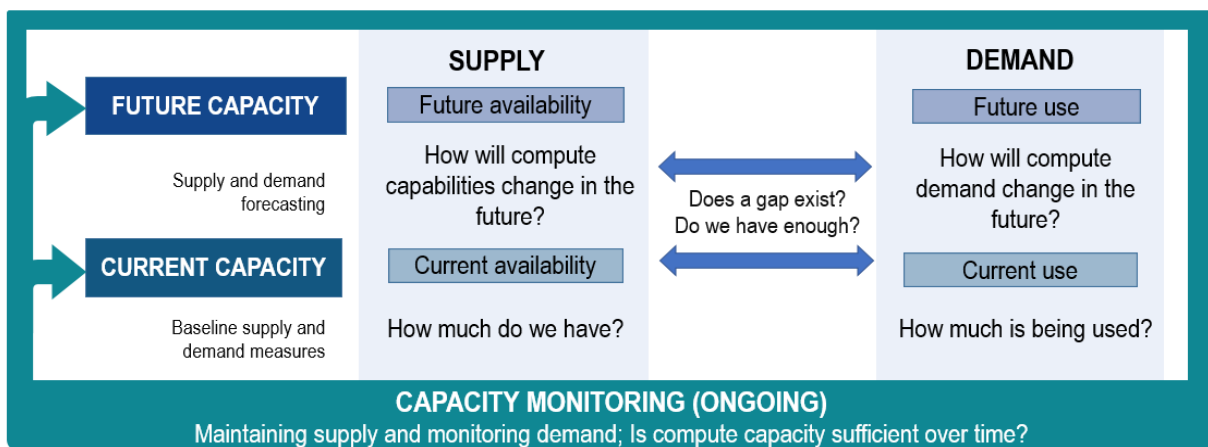 SUPPLY
DEMAND
FUTURE CAPACITY
Future availability
Future use
Supply and demand
forecasting
How will compute
capabilities change in the
future?
Does a gap exist?
Do we have enough?
How will compute
demand change in the
future?
CURRENT CAPACITY
Current availability
Current use
Baseline supply and
demand measures
How much do we have?
How much is being used?
CAPACITY MONITORING (ONGOING)
Maintaining supply and monitoring demand; Is compute capacity sufficient over time?